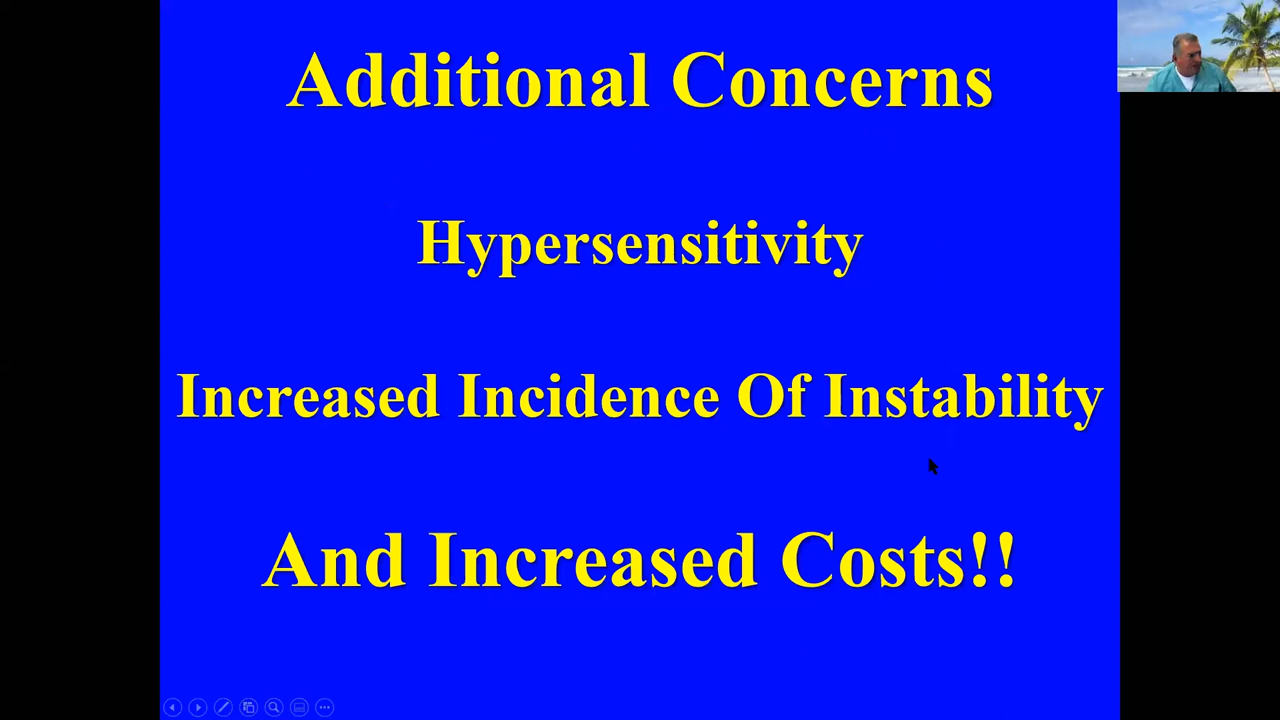 Additional Concerns
Hypersensitivity
Increased Incidence Of Instability
And Increased Costs!!